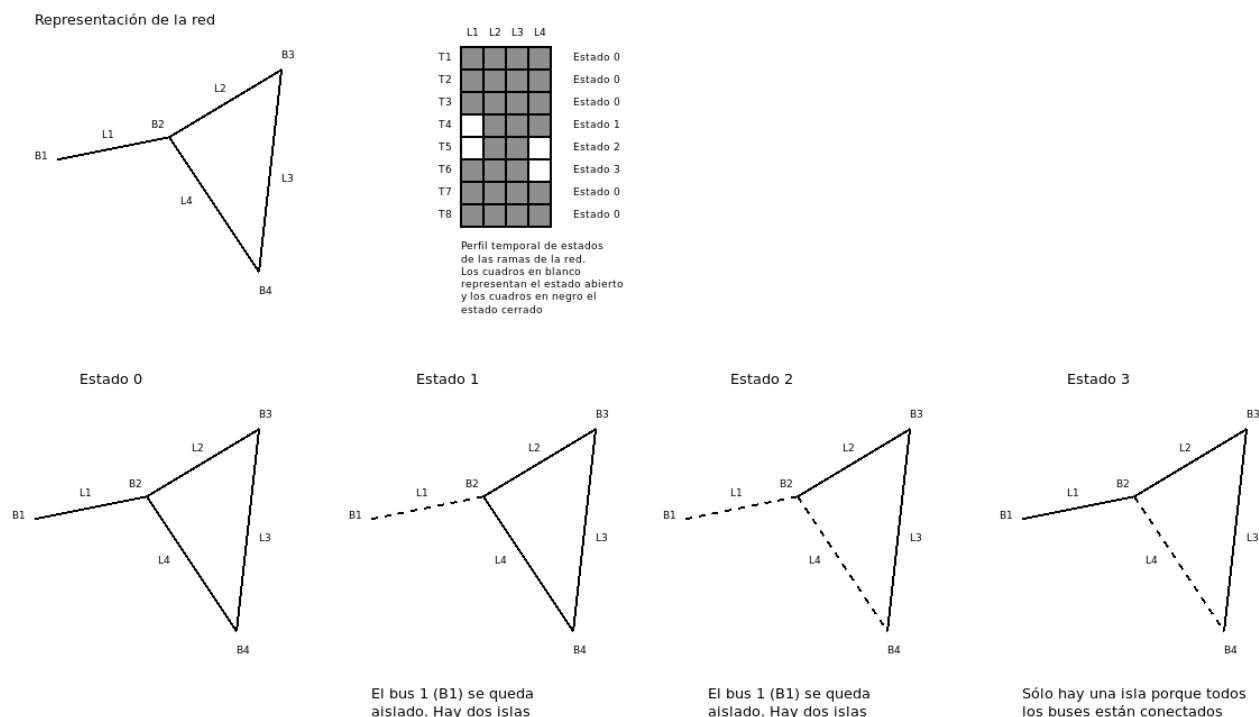 Representación de la red
B3
L2
B2
L1
B1
L3
L4
B4
L1 L2 L3 L4
T1 Estado 0
T2 Estado 0
T3 Estado 0
T4 Estado 1
T5 Estado 2
T6 Estado 3
T7 Estado 0
T8 Estado 0
Perfil temporal de estados
de las ramas de la red.
Los cuadros en blanco
representan el estado abierto
y los cuadros en negro el
estado cerrado
Estado 0
B3
L2
B2
L1
B1
L3
L4
B4
Estado 1
B3
L2
B2
L1
B1
L3
L4
B4
El bus 1 (B1) se queda
aislado. Hay dos islas
Estado 2
B3
L2
B2
L1
B1
L3
L4
B4
El bus 1 (B1) se queda
aislado. Hay dos islas
Estado 3
B3
L2
B2
L1
B1
L3
L4
B4
Sólo hay una isla porque todos
los buses están conectados